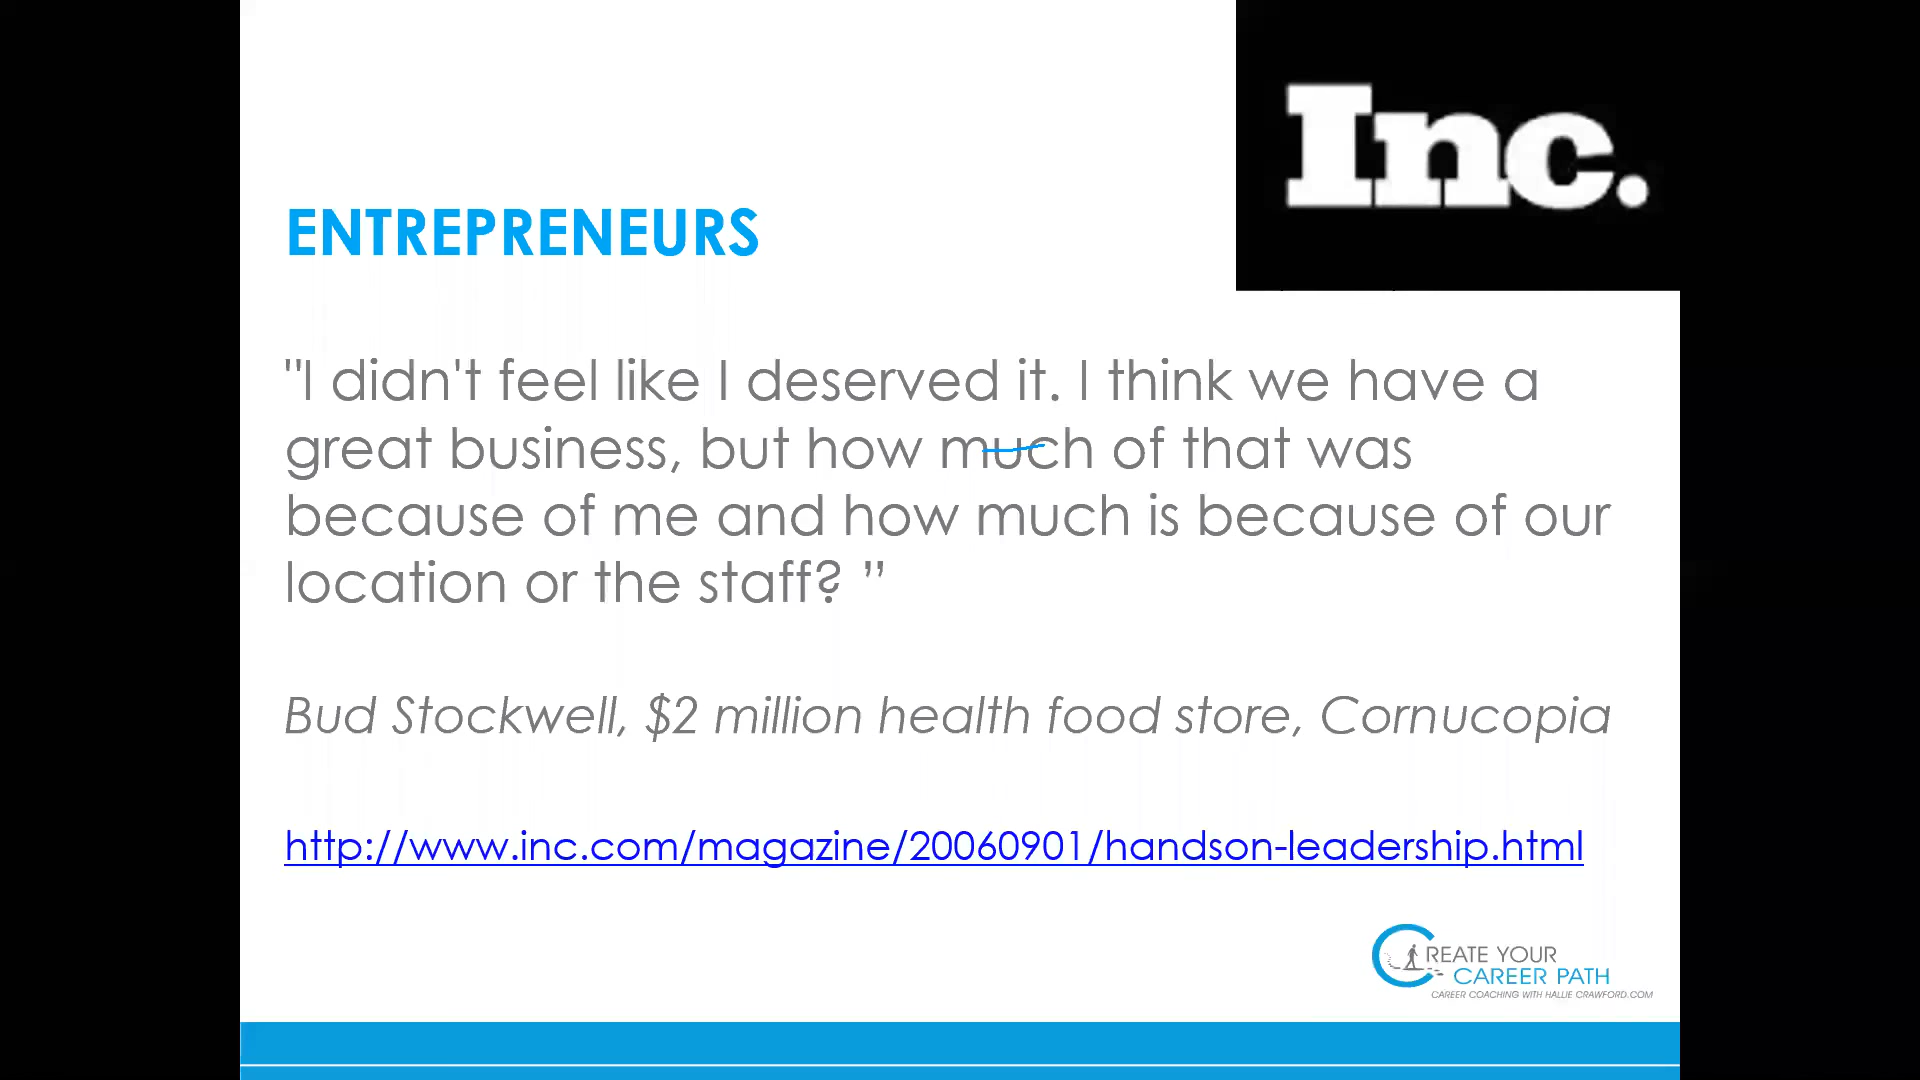 Inc.
ENTREPRENEURS
"I didn't feel like I deserved it. I think we have a
great business, but how much of that was
because of me and how much is because of our
location or the staff? ”
Bud Stockwell, $2 million health food store, Cornucopia
http://www.inc.com/magazine/20060901/handson-leadership.html
CREATE YOUR
CAREER PATH
CAREER COACHING WITH HALLIE CRAWFORD.COM